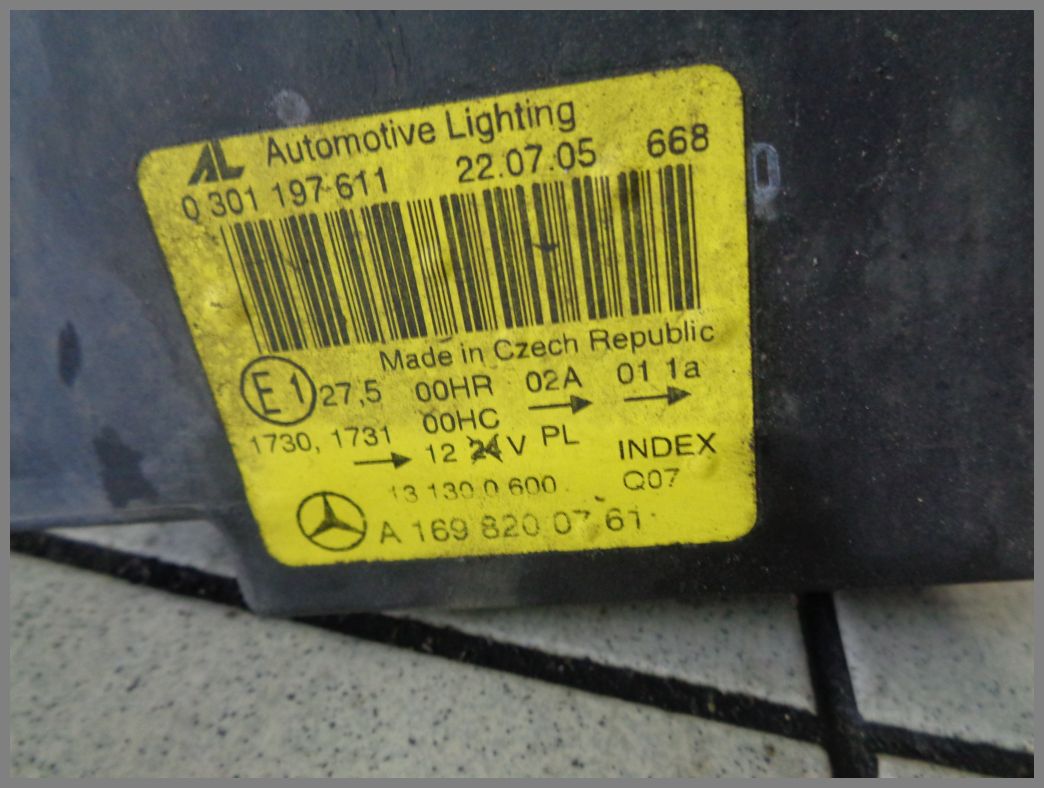 AL Automotive Lighting
0 301 197 611 22.07.05 668
Made in Czech Republic
E1 27,5 00HR 02A → 01 1a →
00HC
1730, 1731 → 12 24 V PL INDEX
13 130 0 600 Q07
A 169 820 07 61